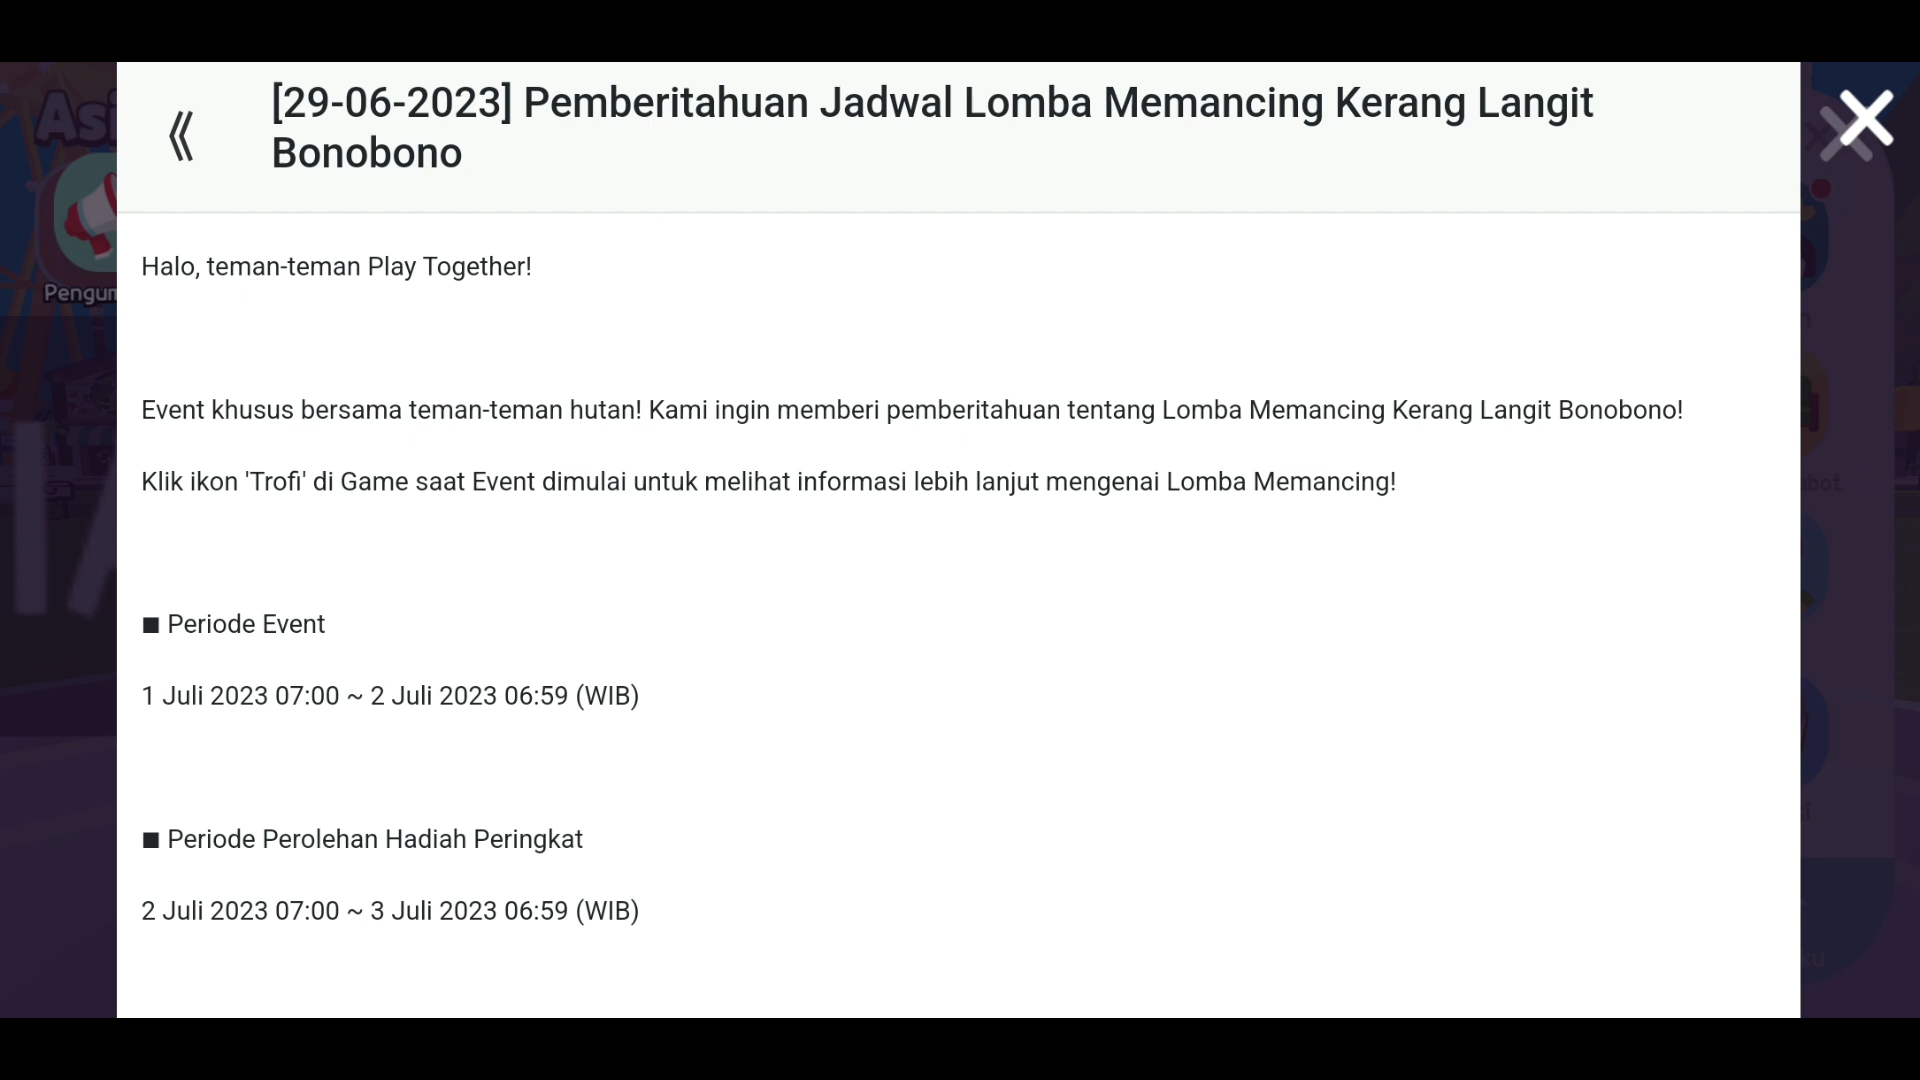 [29-06-2023] Pemberitahuan Jadwal Lomba Memancing Kerang Langit
Bonobono
Halo, teman-teman Play Together!
Event khusus bersama teman-teman hutan! Kami ingin memberi pemberitahuan tentang Lomba Memancing Kerang Langit Bonobono!
Klik ikon 'Trofi' di Game saat Event dimulai untuk melihat informasi lebih lanjut mengenai Lomba Memancing!
■ Periode Event
1 Juli 2023 07:00 ~ 2 Juli 2023 06:59 (WIB)
■ Periode Perolehan Hadiah Peringkat
2 Juli 2023 07:00 ~ 3 Juli 2023 06:59 (WIB)